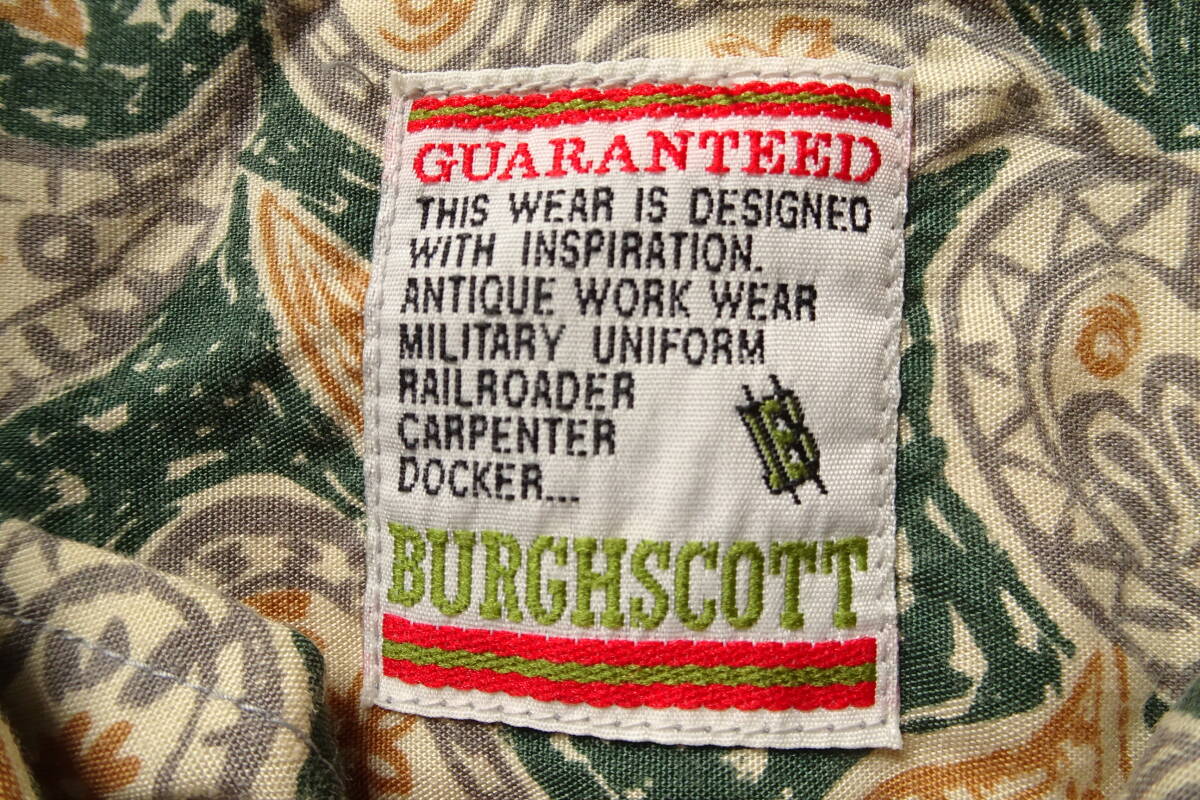 GUARANTEED
THIS WEAR IS DESIGNED
WITH INSPIRATION.
ANTIQUE WORK WEAR
MILITARY UNIFORM
RAILROADER
CARPENTER
DOCKER...
BURGHSCOTT